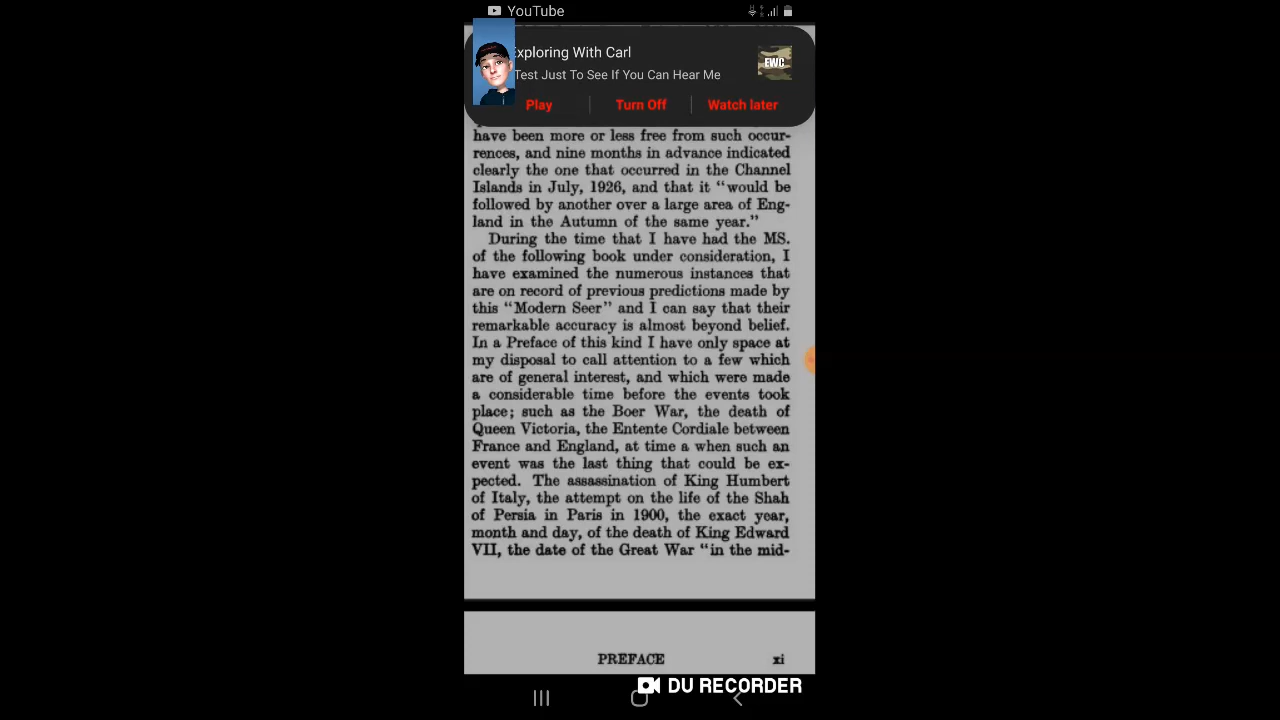 YouTube
Exploring With Carl
Test Just To See If You Can Hear Me
EWC
Play
Turn Off
Watch later
have been more or less free from such occur-
rences, and nine months in advance indicated
clearly the one that occurred in the Channel
Islands in July, 1926, and that it “would be
followed by another over a large area of Eng-
land in the Autumn of the same year.”
During the time that I have had the MS.
of the following book under consideration, I
have examined the numerous instances that
are on record of previous predictions made by
this “Modern Seer” and I can say that their
remarkable accuracy is almost beyond belief.
In a Preface of this kind I have only space at
my disposal to call attention to a few which
are of general interest, and which were made
a considerable time before the events took
place; such as the Boer War, the death of
Queen Victoria, the Entente Cordiale between
France and England, at time a when such an
event was the last thing that could be ex-
pected. The assassination of King Humbert
of Italy, the attempt on the life of the Shah
of Persia in Paris in 1900, the exact year,
month and day, of the death of King Edward
VII, the date of the Great War “in the mid-
PREFACE xi
DU RECORDER